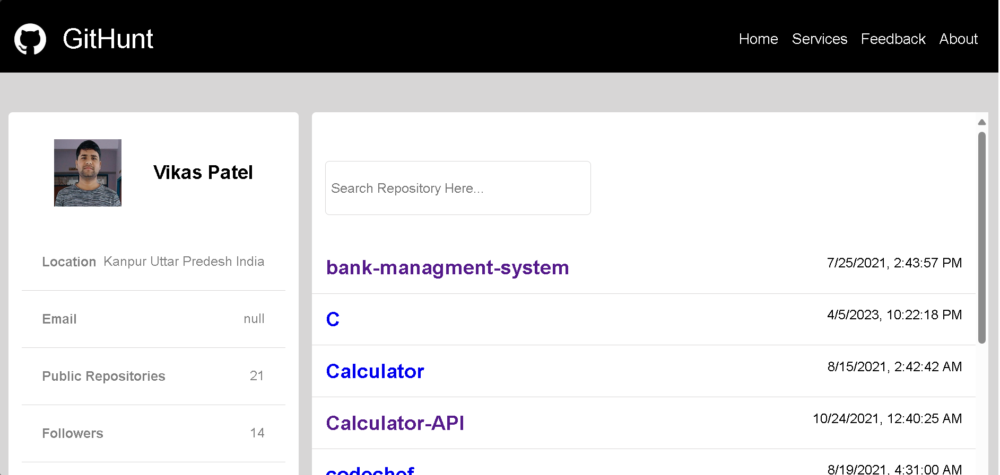 GitHunt
Home Services Feedback About
Vikas Patel
Location Kanpur Uttar Predesh India
Email null
Public Repositories 21
Followers 14
Search Repository Here...
bank-managment-system 7/25/2021, 2:43:57 PM
C 4/5/2023, 10:22:18 PM
Calculator 8/15/2021, 2:42:42 AM
Calculator-API 10/24/2021, 12:40:25 AM
codechef 8/19/2021, 4:31:00 AM